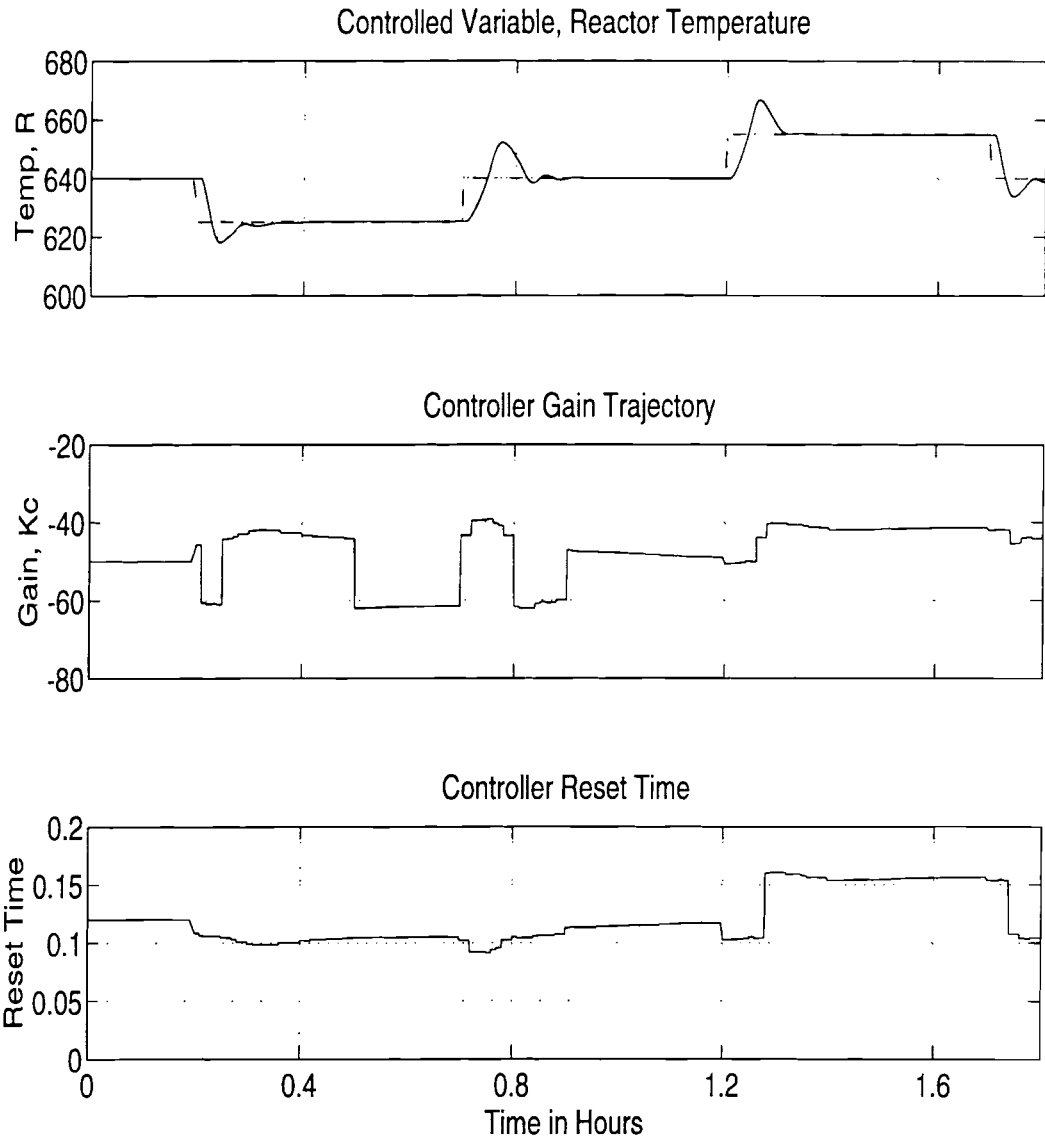 Controlled Variable, Reactor Temperature
680
660
640
620
600
Temp, R
Controller Gain Trajectory
-20
-40
-60
-80
Gain, Kc
Controller Reset Time
0.2
0.15
0.1
0.05
0
Reset Time
0 0.4 0.8 1.2 1.6
Time in Hours